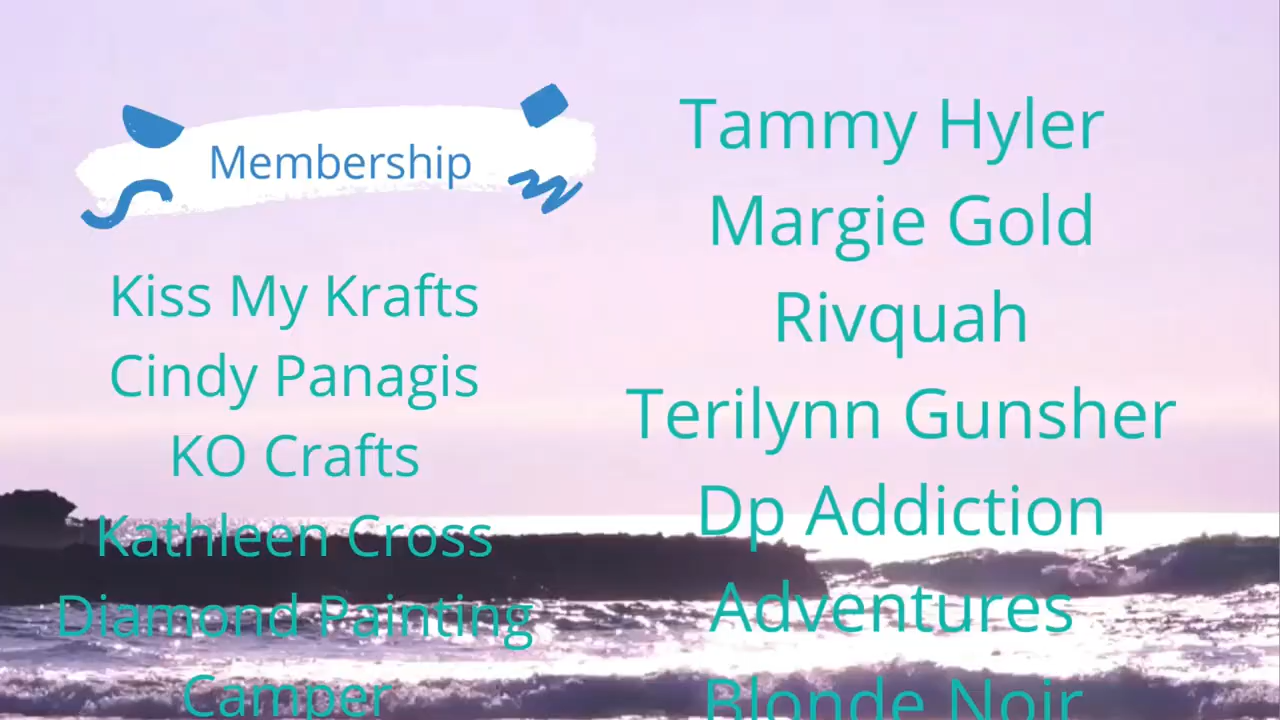 Membership
Kiss My Krafts
Cindy Panagis
KO Crafts
Kathleen Cross
Diamond Painting
Camper
Tammy Hyler
Margie Gold
Rivquah
Terilynn Gunsher
Dp Addiction
Adventures
Blonde Noir